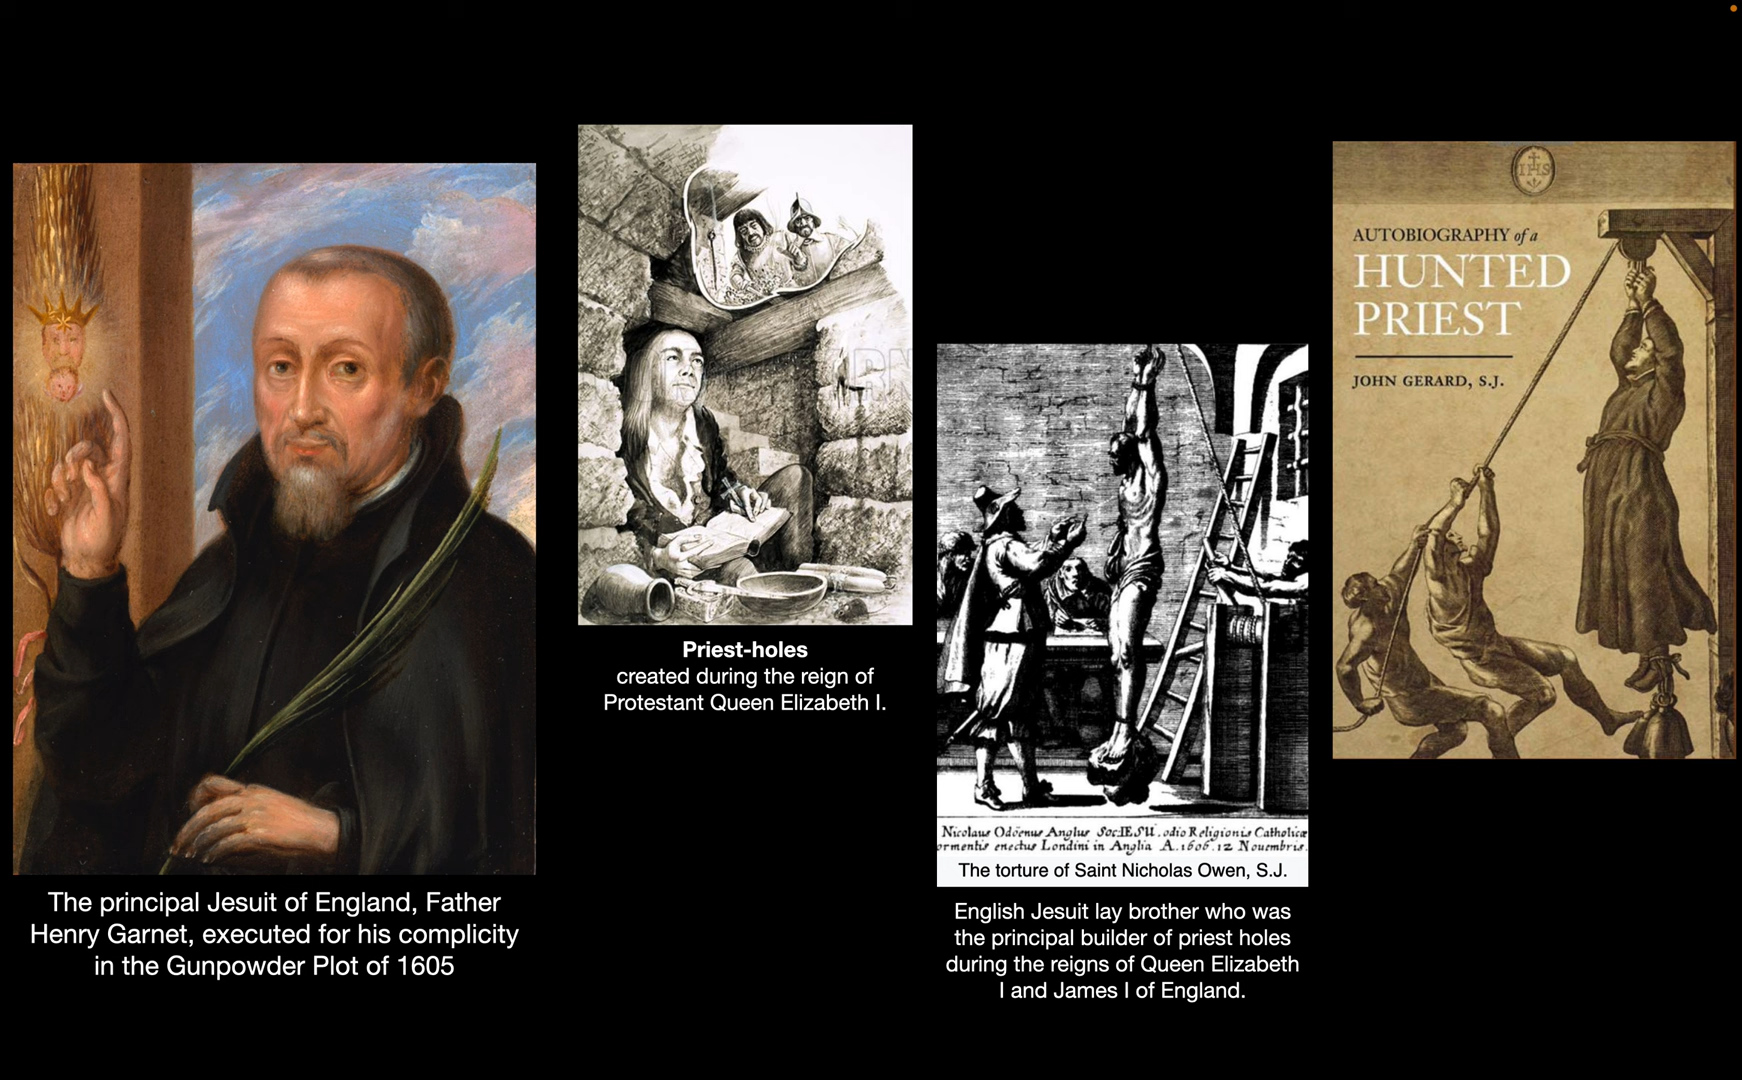 The principal Jesuit of England, Father
Henry Garnet, executed for his complicity
in the Gunpowder Plot of 1605
Priest-holes
created during the reign of
Protestant Queen Elizabeth I.
Nicolaus Odöenus Anglus Soc:IESU. odio Religionis Catholicæ
ormentis enectus Londini in Anglia A. 1606. 12 Nouembris.
The torture of Saint Nicholas Owen, S.J.
English Jesuit lay brother who was
the principal builder of priest holes
during the reigns of Queen Elizabeth
I and James I of England.
IHS
AUTOBIOGRAPHY of a
HUNTED
PRIEST
JOHN GERARD, S.J.